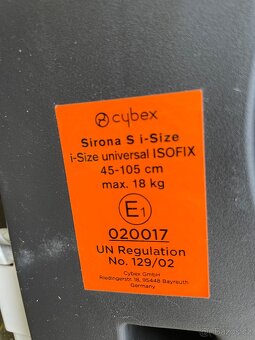 cybex
Sirona S i-Size
i-Size universal ISOFIX
45-105 cm
max. 18 kg
E1
020017
UN Regulation
No. 129/02
Cybex GmbH
Riedingerstr. 18, 95448 Bayreuth
Germany